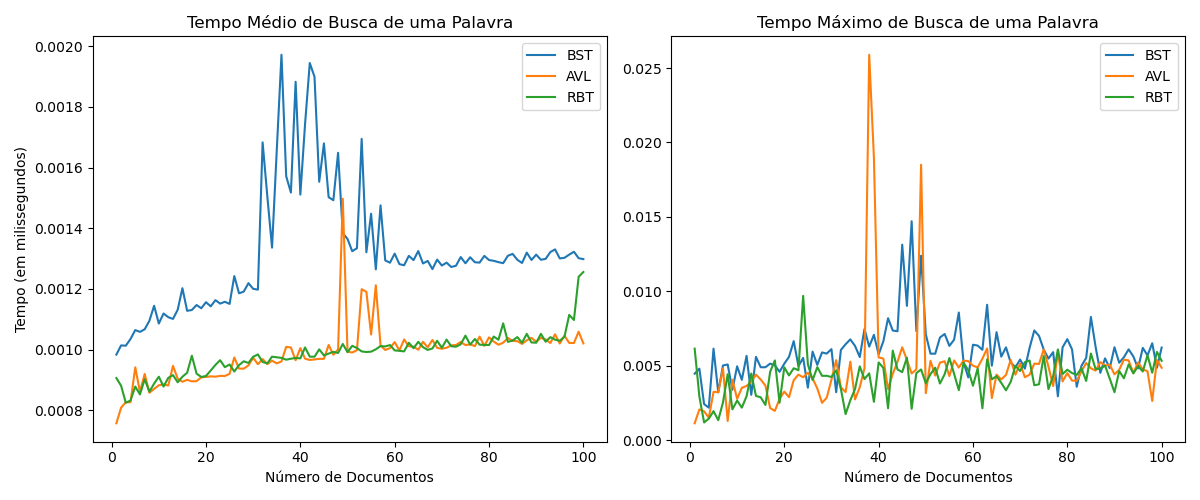 Tempo Médio de Busca de uma Palavra
0.0020
0.0018
0.0016
0.0014
0.0012
0.0010
0.0008
Tempo (em milissegundos)
BST
AVL
RBT
0 20 40 60 80 100
Número de Documentos
Tempo Máximo de Busca de uma Palavra
0.025
0.020
0.015
0.010
0.005
0.000
BST
AVL
RBT
0 20 40 60 80 100
Número de Documentos